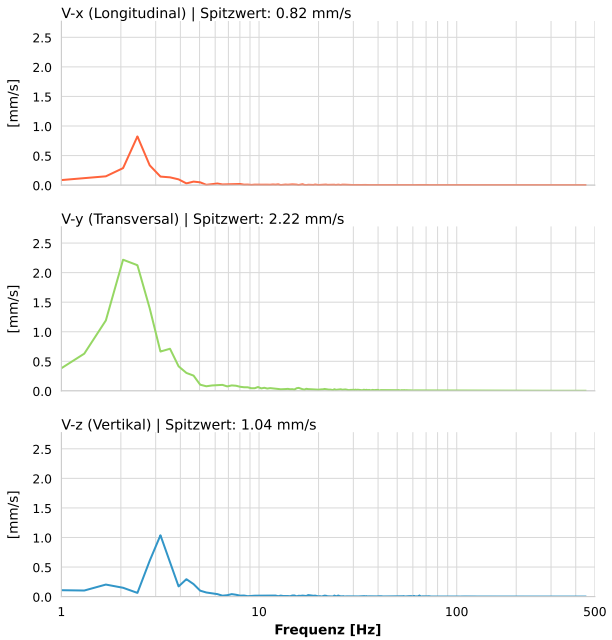 V-x (Longitudinal) | Spitzwert: 0.82 mm/s
2.5
2.0
1.5
1.0
0.5
0.0
[mm/s]
V-y (Transversal) | Spitzwert: 2.22 mm/s
2.5
2.0
1.5
1.0
0.5
0.0
[mm/s]
V-z (Vertikal) | Spitzwert: 1.04 mm/s
2.5
2.0
1.5
1.0
0.5
0.0
[mm/s]
1 10 100 500
Frequenz [Hz]